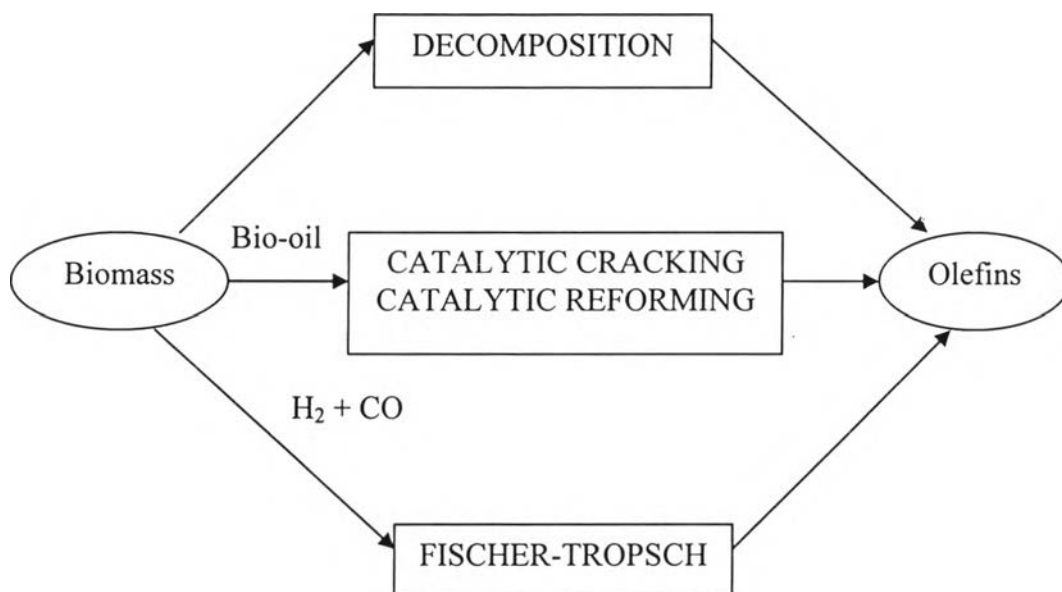 DECOMPOSITION
Bio-oil
Biomass
CATALYTIC CRACKING
CATALYTIC REFORMING
Olefins
H₂ + CO
FISCHER-TROPSCH